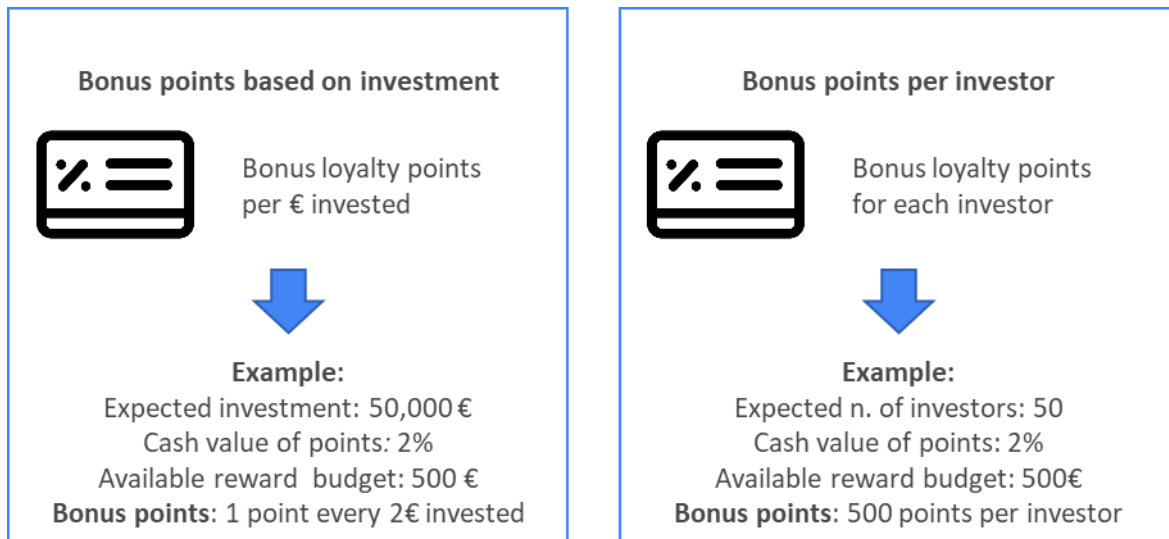 Bonus points based on investment
Bonus loyalty points
per € invested
Example:
Expected investment: 50,000 €
Cash value of points: 2%
Available reward budget: 500 €
Bonus points: 1 point every 2€ invested
Bonus points per investor
Bonus loyalty points
for each investor
Example:
Expected n. of investors: 50
Cash value of points: 2%
Available reward budget: 500€
Bonus points: 500 points per investor